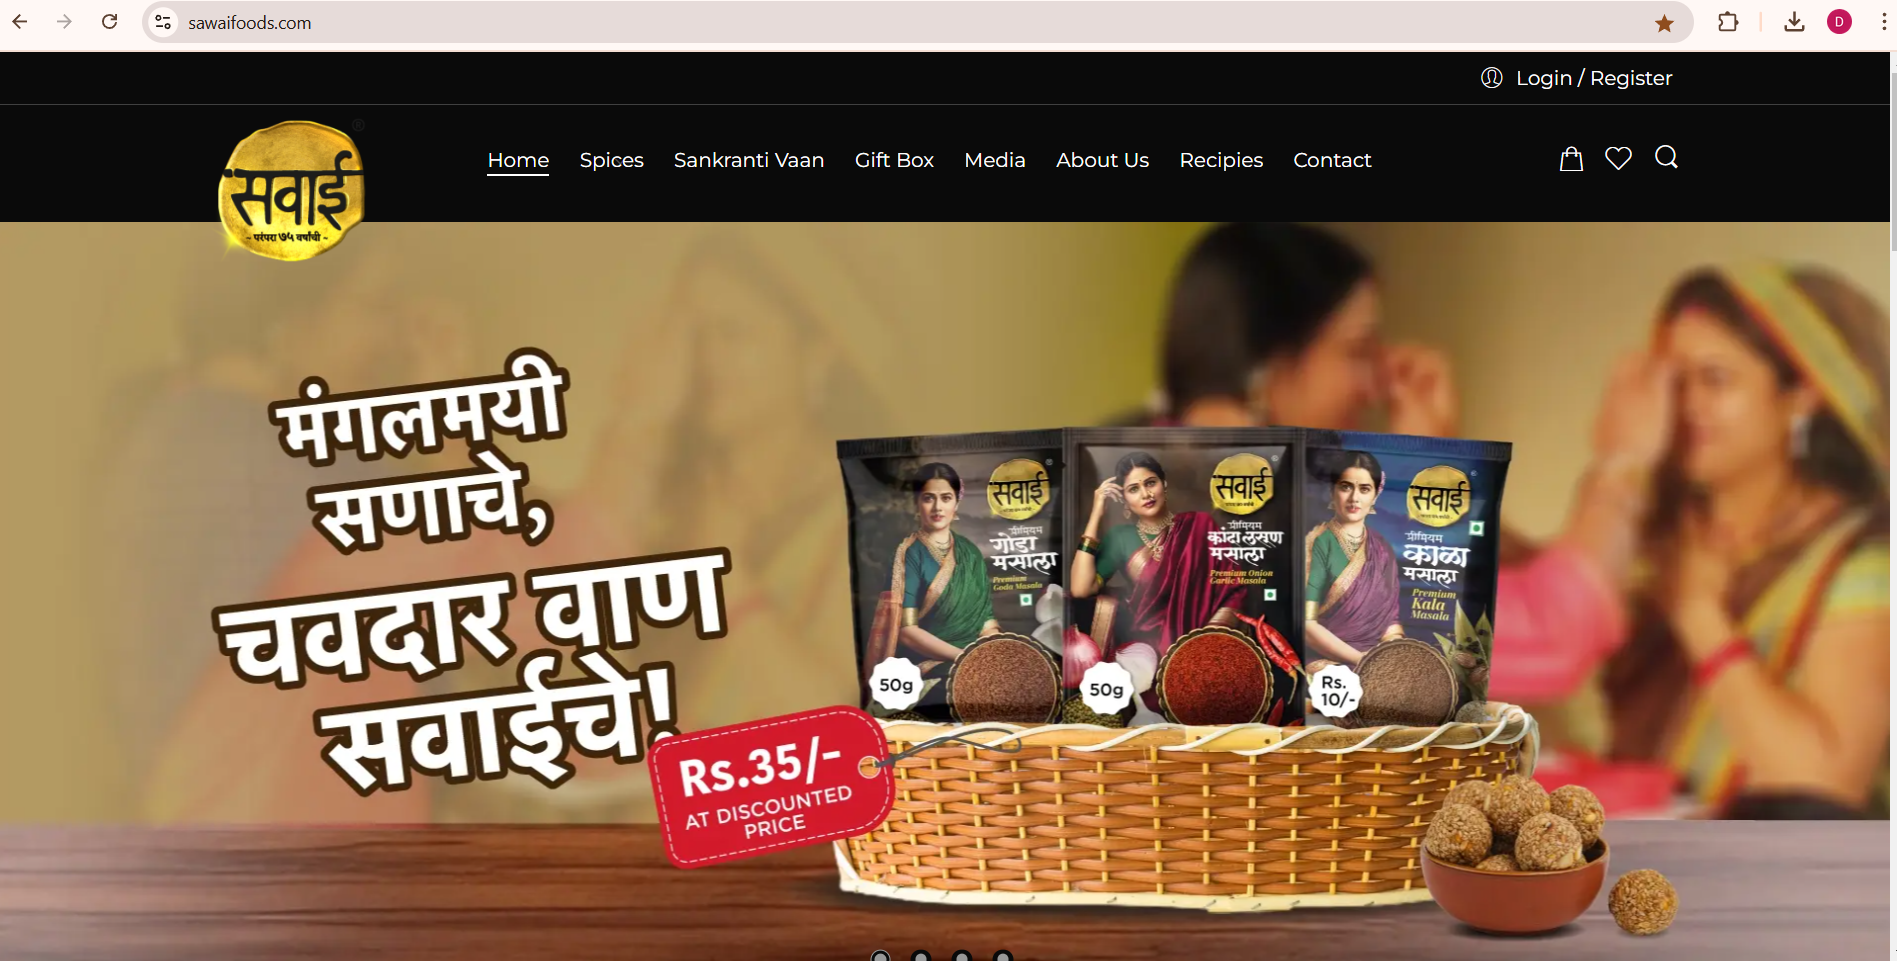 sawaifoods.com
D
Login / Register
®
सवाई
~ परंपरा ७५ वर्षांची ~
Home Spices Sankranti Vaan Gift Box Media About Us Recipies Contact
मंगलमयी
सणाचे,
चवदार वाण
सवाईचे!
Rs.35/-
AT DISCOUNTED
PRICE
सवाई
प्रीमियम
गोडा
मसाला
Premium
Goda Masala
50g
सवाई
प्रीमियम
कांदा लसूण
मसाला
Premium Onion
Garlic Masala
50g
सवाई
प्रीमियम
काळा
मसाला
Premium
Kala
Masala
Rs.
10/-